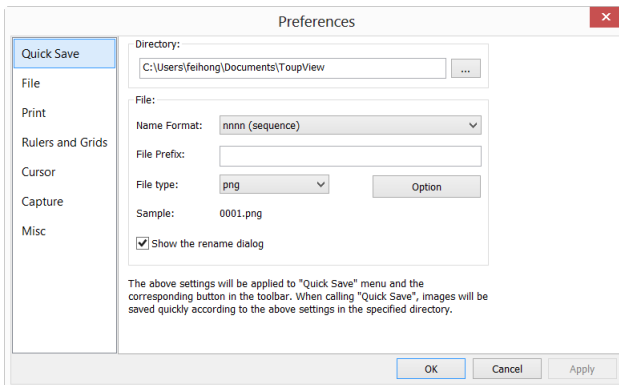 Preferences
Quick Save
File
Print
Rulers and Grids
Cursor
Capture
Misc
Directory:
C:\Users\feihong\Documents\ToupView
...
File:
Name Format: nnnn (sequence)
File Prefix:
File type: png Option
Sample: 0001.png
Show the rename dialog
The above settings will be applied to "Quick Save" menu and the
corresponding button in the toolbar. When calling "Quick Save", images will be
saved quickly according to the above settings in the specified directory.
OK Cancel Apply